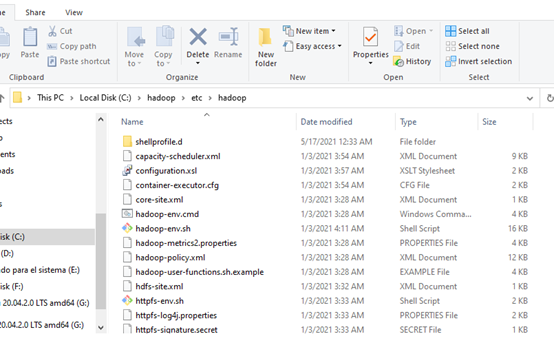 ne Share View
Cut
Copy path
Paste shortcut
Copy Paste
Move to Copy to Delete Rename
New folder
New item
Easy access
Properties
Open
Edit
History
Select all
Select none
Invert selection
Clipboard Organize New Open Select
This PC > Local Disk (C:) > hadoop > etc > hadoop
Name Date modified Type Size
shellprofile.d 5/17/2021 12:33 AM File folder
capacity-scheduler.xml 1/3/2021 3:54 AM XML Document 9 KB
configuration.xsl 1/3/2021 3:57 AM XSLT Stylesheet 2 KB
container-executor.cfg 1/3/2021 3:54 AM CFG File 2 KB
core-site.xml 1/3/2021 3:28 AM XML Document 1 KB
hadoop-env.cmd 1/3/2021 3:28 AM Windows Comma... 4 KB
hadoop-env.sh 1/3/2021 4:11 AM Shell Script 16 KB
hadoop-metrics2.properties 1/3/2021 3:28 AM PROPERTIES File 4 KB
hadoop-policy.xml 1/3/2021 3:28 AM XML Document 12 KB
hadoop-user-functions.sh.example 1/3/2021 3:28 AM EXAMPLE File 4 KB
hdfs-site.xml 1/3/2021 3:32 AM XML Document 1 KB
httpfs-env.sh 1/3/2021 3:33 AM Shell Script 2 KB
httpfs-log4j.properties 1/3/2021 3:33 AM PROPERTIES File 2 KB
httpfs-signature.secret 1/3/2021 3:33 AM SECRET File 1 KB
ects
oads
isk (C:)
(D:)
ado para el sistema (E:)
isk (F:)
20.04.2.0 LTS amd64 (G:)
20.04.2.0 LTS amd64 (G:)